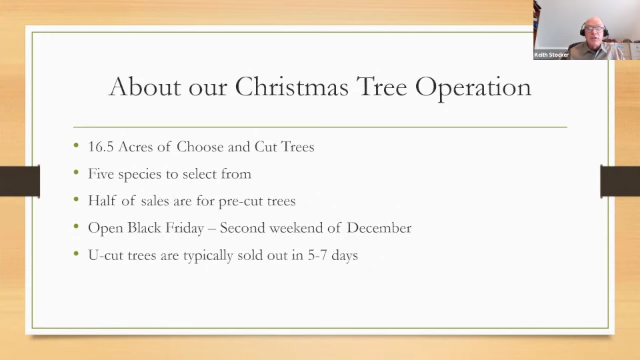 Keith Stocker
About our Christmas Tree Operation
• 16.5 Acres of Choose and Cut Trees
• Five species to select from
• Half of sales are for pre-cut trees
• Open Black Friday – Second weekend of December
• U-cut trees are typically sold out in 5-7 days